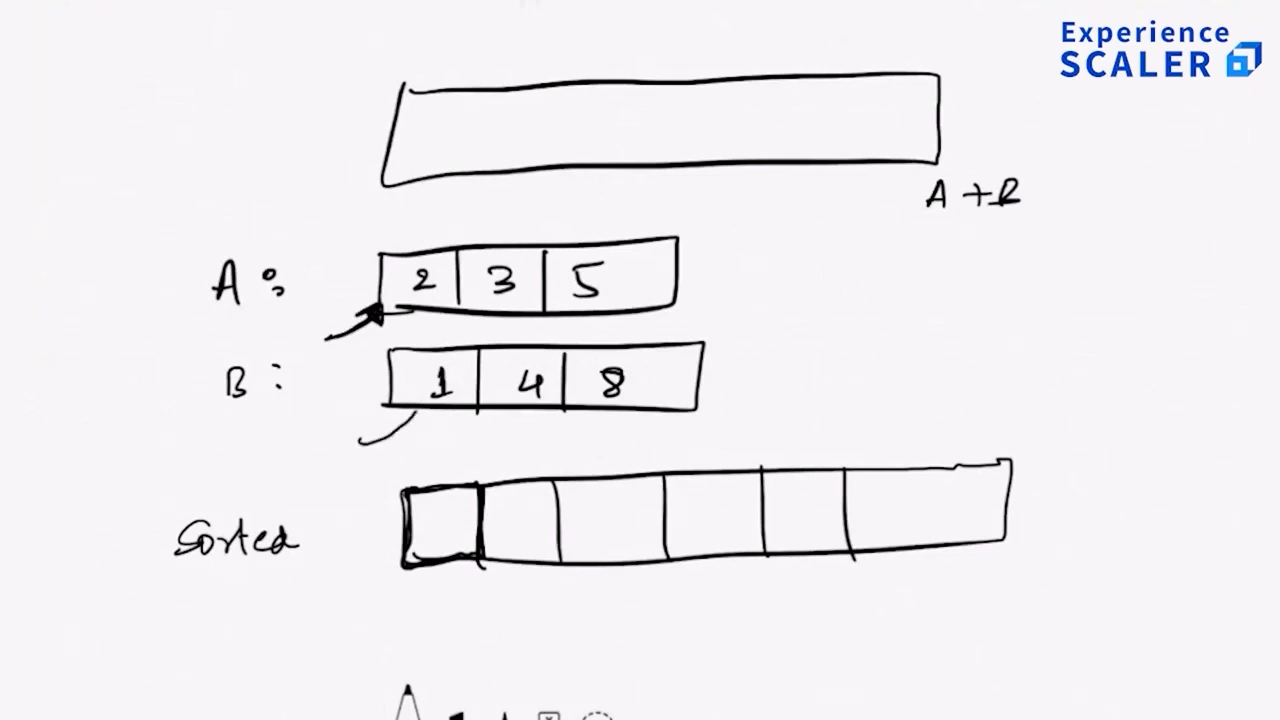 Experience
SCALER
A + B
A: 2 3 5
B: 1 4 8
Sorted